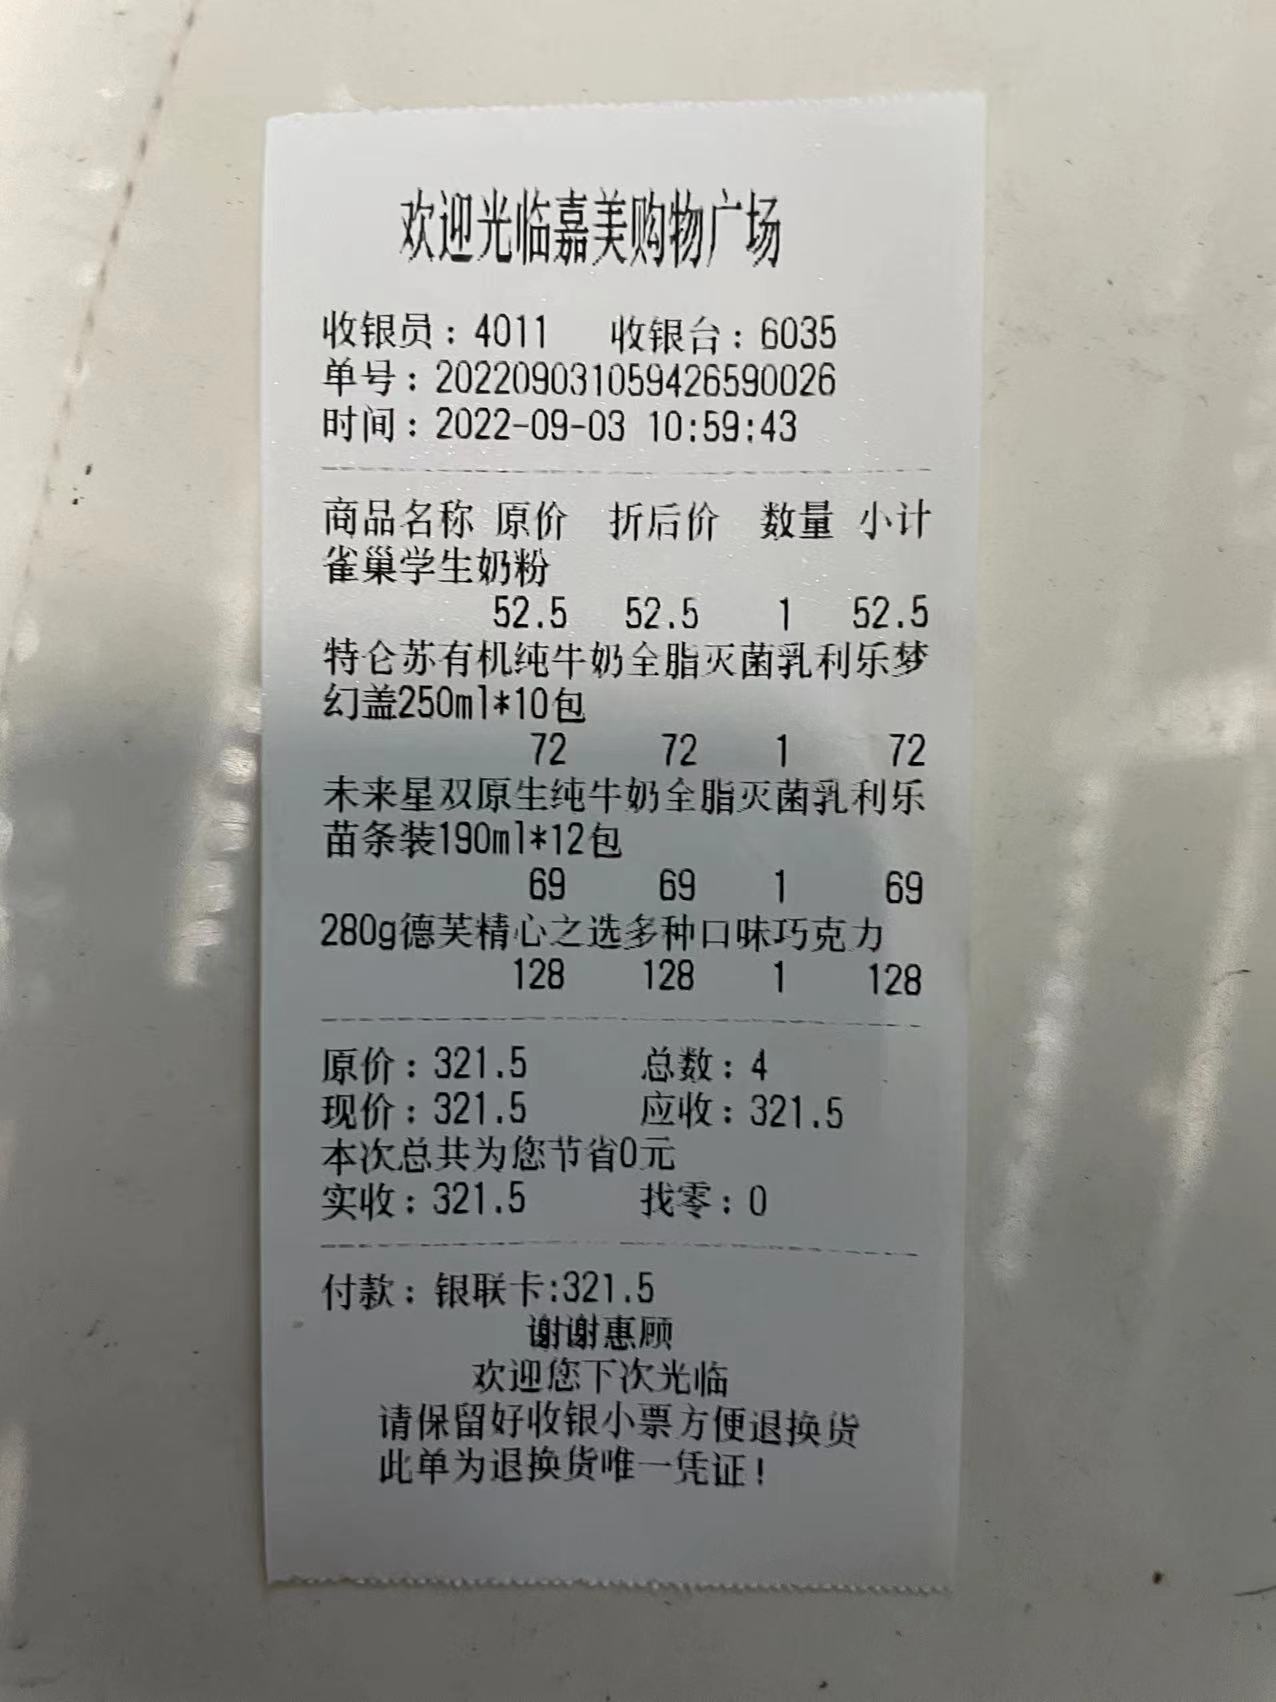 欢迎光临嘉美购物广场
收银员：4011 收银台：6035
单号：202209031059426590026
时间：2022-09-03 10:59:43
商品名称 原价 折后价 数量 小计
雀巢学生奶粉
52.5 52.5 1 52.5
特仑苏有机纯牛奶全脂灭菌乳利乐梦
幻盖250ml*10包
72 72 1 72
未来星双原生纯牛奶全脂灭菌乳利乐
苗条装190ml*12包
69 69 1 69
280g德芙精心之选多种口味巧克力
128 128 1 128
原价：321.5 总数：4
现价：321.5 应收：321.5
本次总共为您节省0元
实收：321.5 找零：0
付款：银联卡:321.5
谢谢惠顾
欢迎您下次光临
请保留好收银小票方便退换货
此单为退换货唯一凭证！